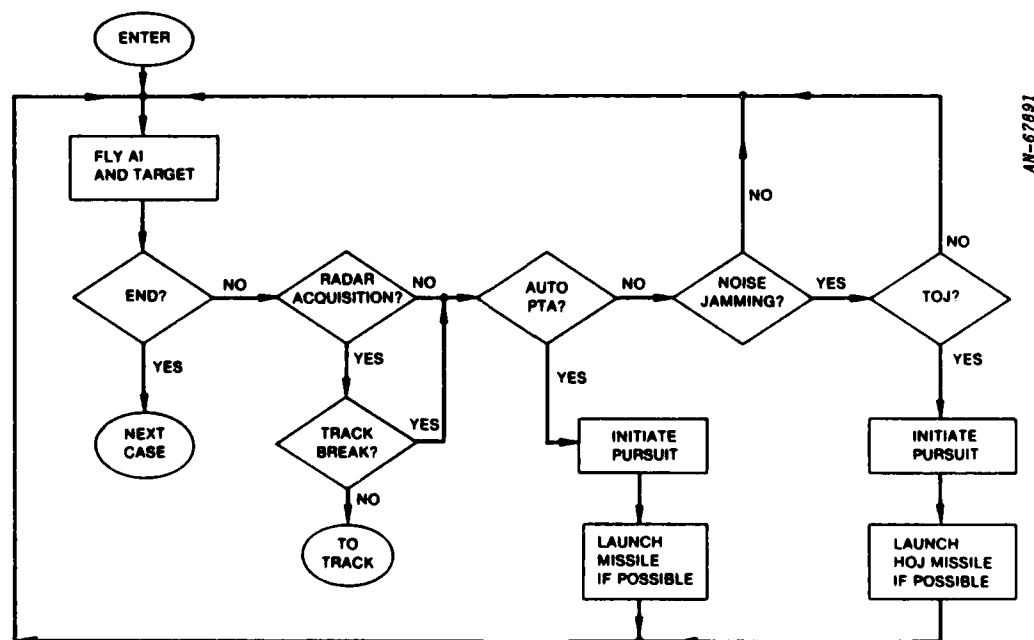 ENTER
AN-67891
FLY AI
AND TARGET
NO
NO
END?
NO
RADAR
ACQUISITION?
NO
AUTO
PTA?
NO
NOISE
JAMMING?
YES
TOJ?
YES
YES
YES
YES
NEXT
CASE
TRACK
BREAK?
YES
INITIATE
PURSUIT
INITIATE
PURSUIT
NO
TO
TRACK
LAUNCH
MISSILE
IF POSSIBLE
LAUNCH
HOJ MISSILE
IF POSSIBLE